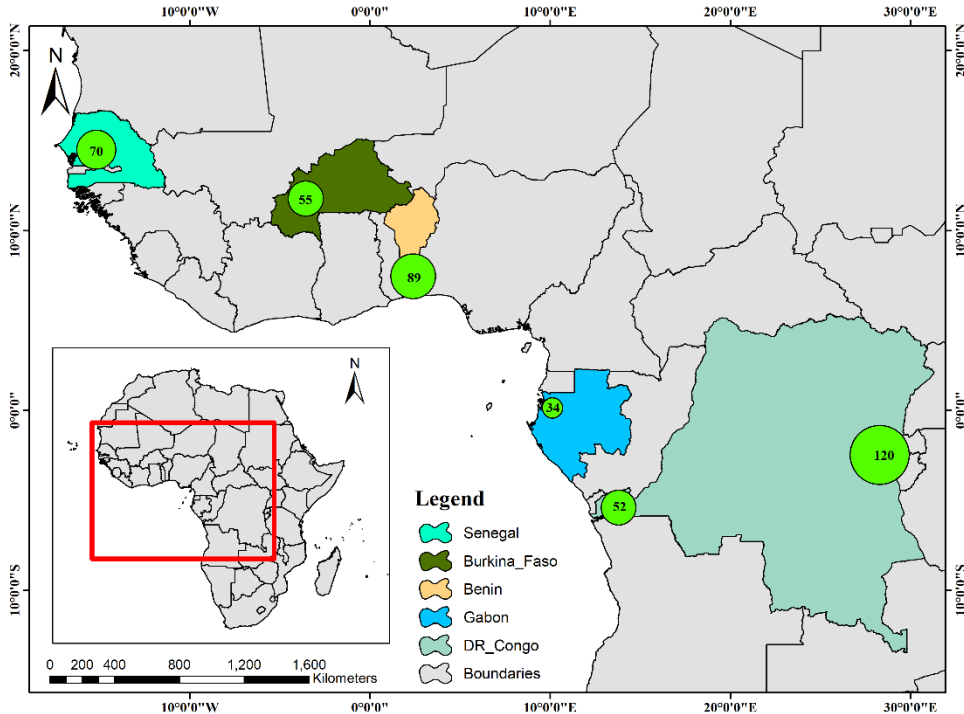 10°0'0"W 0°0'0"E 10°0'0"E 20°0'0"E 30°0'0"E
20°0'0"N 20°0'0"N
N
70
55
10°0'0"N 10°0'0"N
89
N
34
0°0'0" 0°0'0"
120
Legend
52
Senegal
Burkina_Faso
Benin
10°0'0"S 10°0'0"S
Gabon
DR_Congo
0 200 400 800 1,200 1,600
Kilometers
Boundaries
10°0'0"W 0°0'0"E 10°0'0"E 20°0'0"E 30°0'0"E